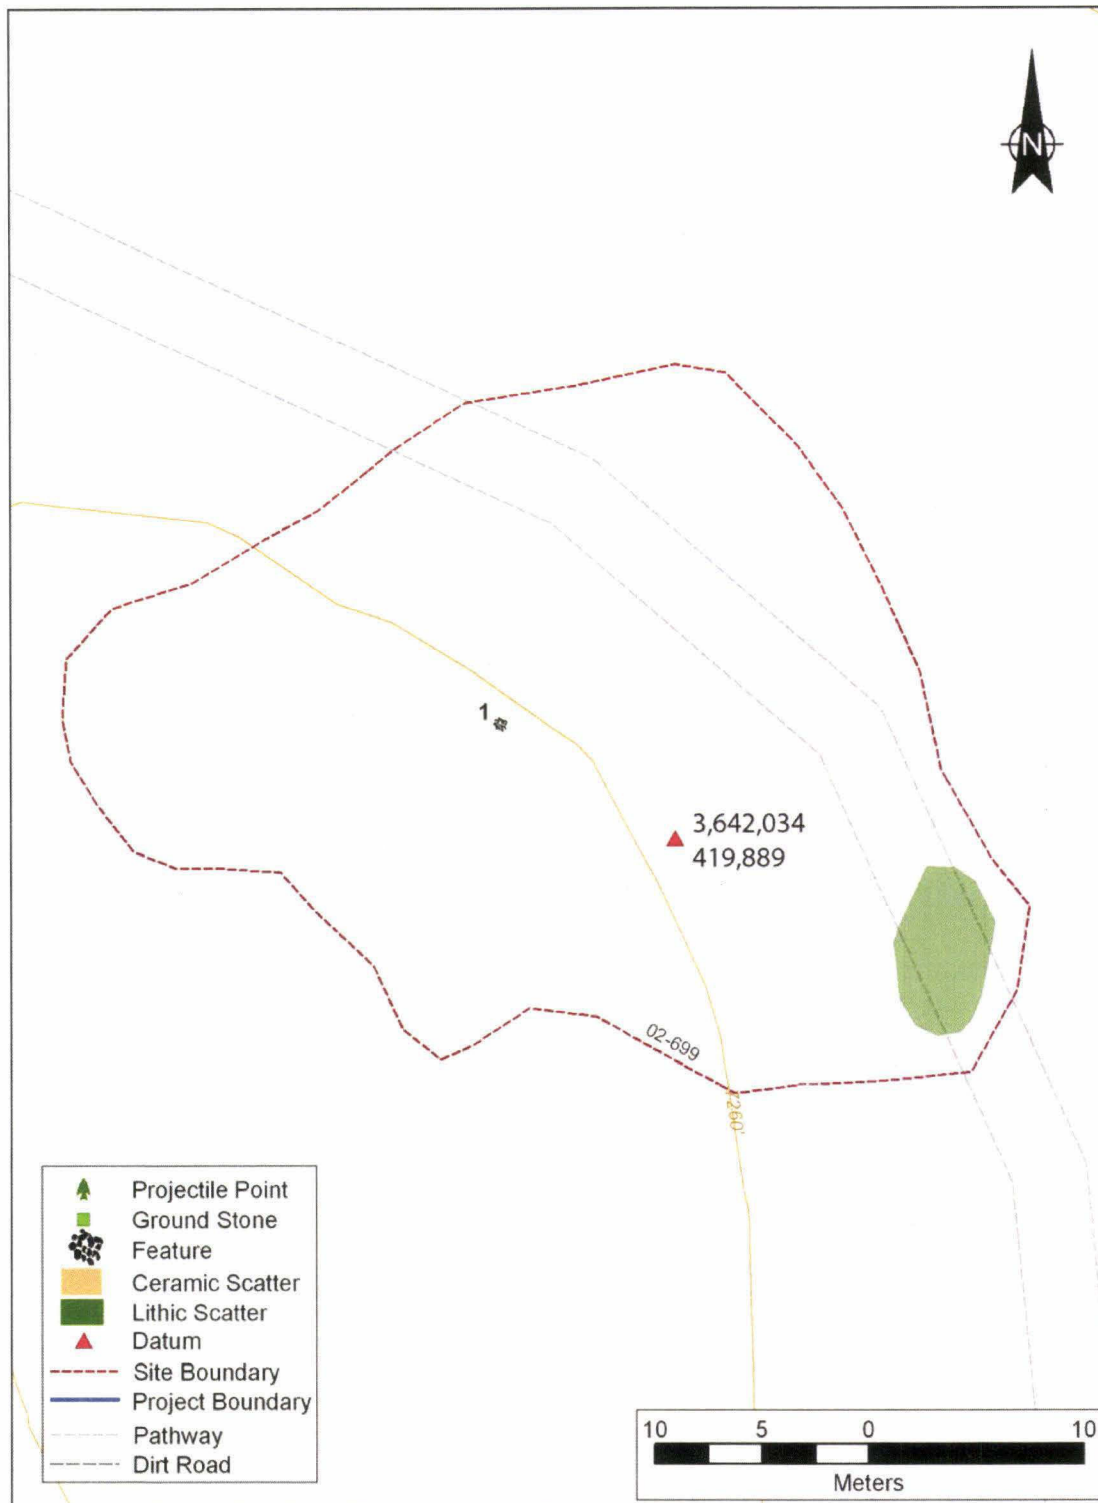 N
1
3,642,034
419,889
02-699
7260'
Projectile Point
Ground Stone
Feature
Ceramic Scatter
Lithic Scatter
Datum
Site Boundary
Project Boundary
Pathway
Dirt Road
10 5 0 10
Meters